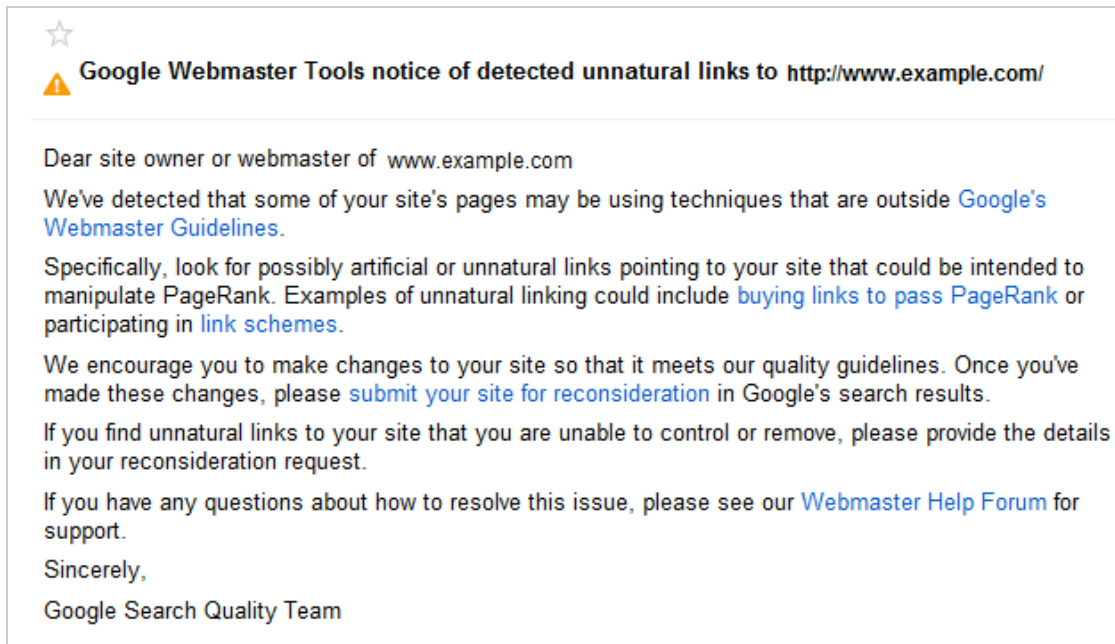 Google Webmaster Tools notice of detected unnatural links to http://www.example.com/
Dear site owner or webmaster of www.example.com
We've detected that some of your site's pages may be using techniques that are outside Google's
Webmaster Guidelines.
Specifically, look for possibly artificial or unnatural links pointing to your site that could be intended to
manipulate PageRank. Examples of unnatural linking could include buying links to pass PageRank or
participating in link schemes.
We encourage you to make changes to your site so that it meets our quality guidelines. Once you've
made these changes, please submit your site for reconsideration in Google's search results.
If you find unnatural links to your site that you are unable to control or remove, please provide the details
in your reconsideration request.
If you have any questions about how to resolve this issue, please see our Webmaster Help Forum for
support.
Sincerely,
Google Search Quality Team